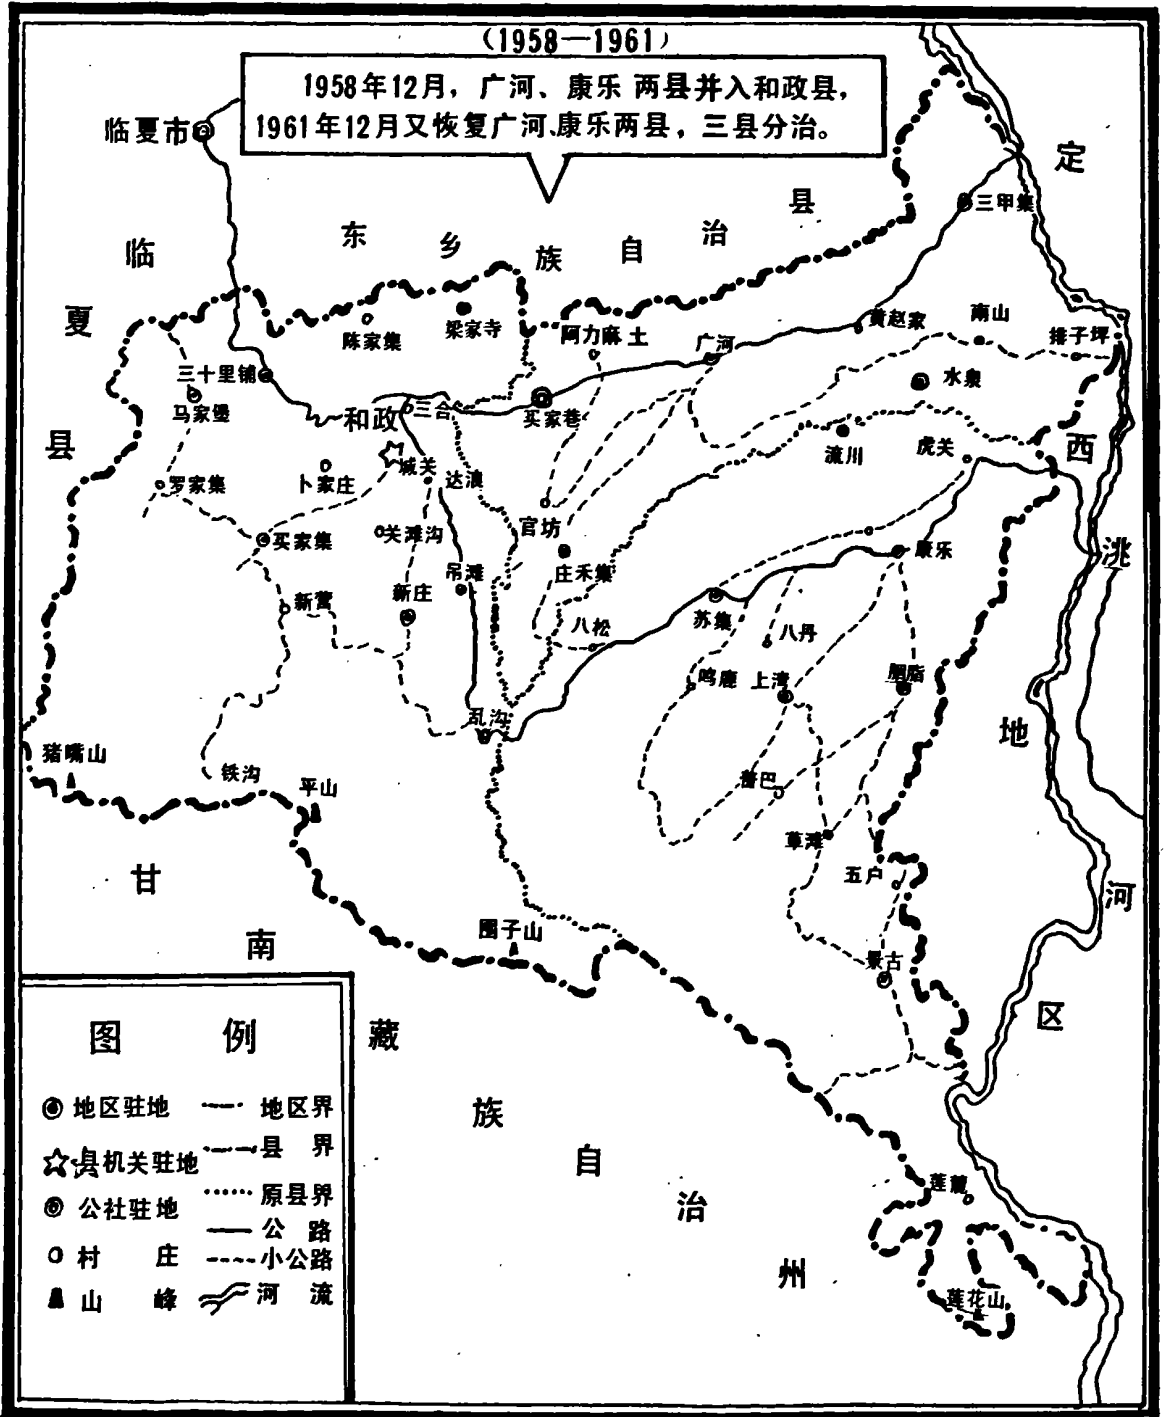 （1958—1961）
1958年12月，广河、康乐 两县并入和政县，
1961年12月又恢复广河、康乐两县，三县分治。
临夏市
定
三甲集
东乡族自治县
临夏县
梁家寺
陈家集
阿力麻土
广河
黄赵家
南山
排子坪
三十里铺
马家堡
和政
三合
买家巷
水泉
流川
虎关
西
城关
达浪
卜家庄
罗家集
买家集
关滩沟
官坊
庄禾集
吊滩
新庄
新营
康乐
洮
苏集
八松
八丹
鸣鹿
上湾
胭脂
乱沟
地
猪嘴山
铁沟
平山
普巴
草滩
五户
甘
河
南
圈子山
景古
区
藏
族
自
治
州
莲麓
莲花山
图 例
地区驻地
地区界
县机关驻地
县 界
公社驻地
原县界
公 路
村 庄
小公路
山 峰
河 流